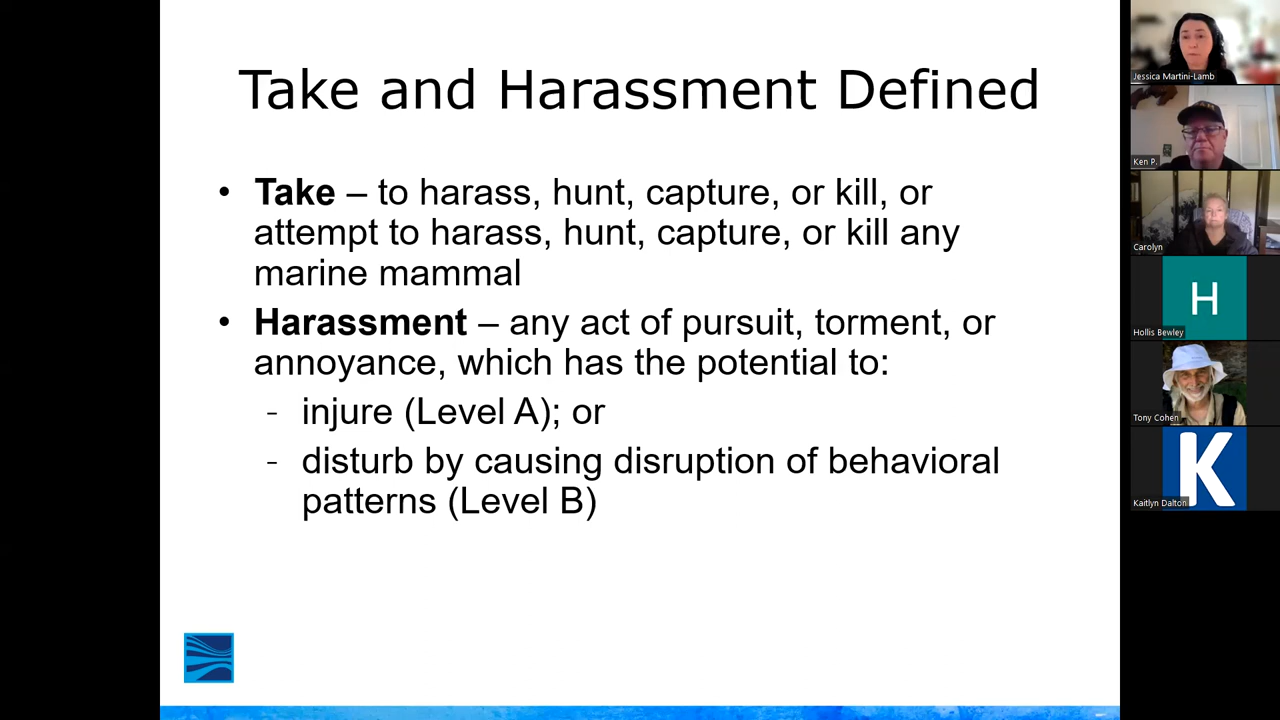 Take and Harassment Defined
• Take – to harass, hunt, capture, or kill, or
attempt to harass, hunt, capture, or kill any
marine mammal
• Harassment – any act of pursuit, torment, or
annoyance, which has the potential to:
- injure (Level A); or
- disturb by causing disruption of behavioral
patterns (Level B)
Jessica Martini-Lamb
Ken P.
Carolyn
H
Hollis Bewley
Tony Cohen
K
Kaitlyn Dalton